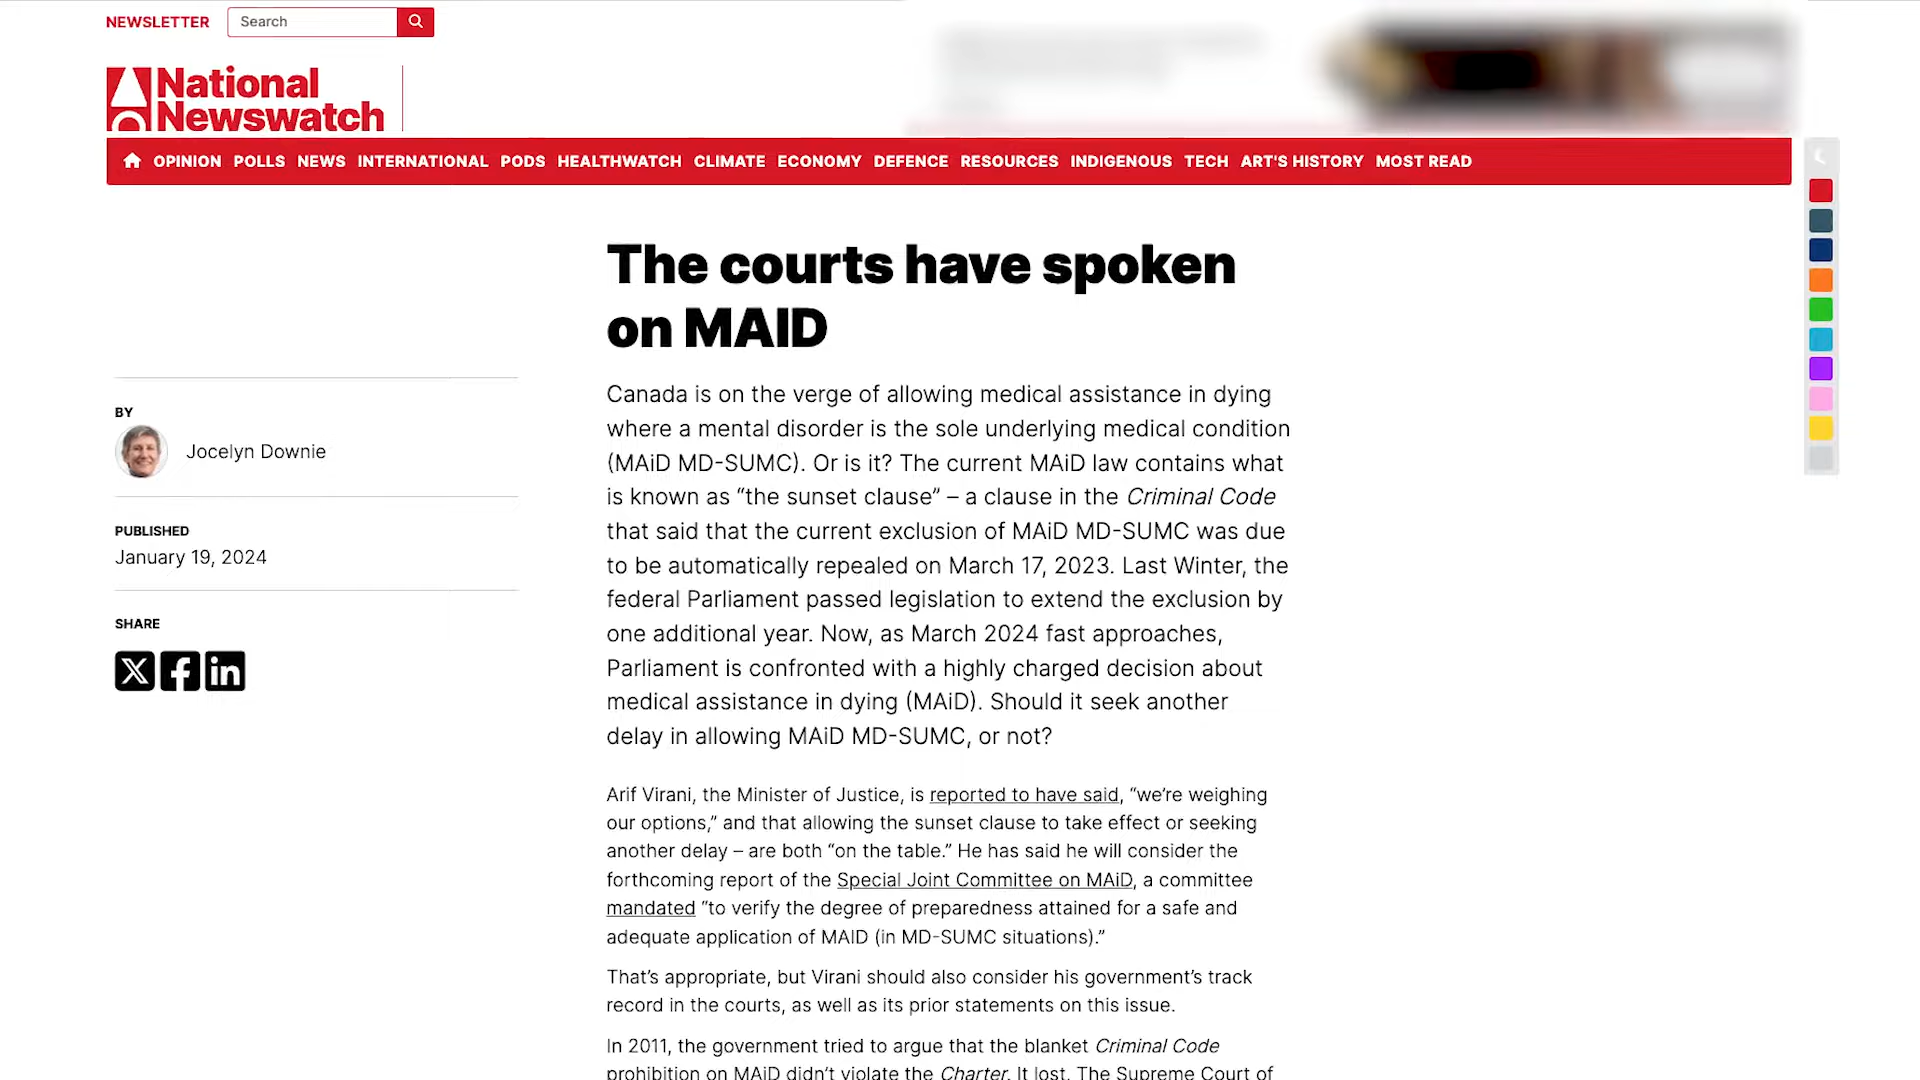 NEWSLETTER
Search
National
Newswatch
OPINION POLLS NEWS INTERNATIONAL PODS HEALTHWATCH CLIMATE ECONOMY DEFENCE RESOURCES INDIGENOUS TECH ART'S HISTORY MOST READ
The courts have spoken
on MAID
BY
Jocelyn Downie
PUBLISHED
January 19, 2024
SHARE
Canada is on the verge of allowing medical assistance in dying
where a mental disorder is the sole underlying medical condition
(MAiD MD-SUMC). Or is it? The current MAiD law contains what
is known as “the sunset clause” – a clause in the Criminal Code
that said that the current exclusion of MAiD MD-SUMC was due
to be automatically repealed on March 17, 2023. Last Winter, the
federal Parliament passed legislation to extend the exclusion by
one additional year. Now, as March 2024 fast approaches,
Parliament is confronted with a highly charged decision about
medical assistance in dying (MAiD). Should it seek another
delay in allowing MAiD MD-SUMC, or not?
Arif Virani, the Minister of Justice, is reported to have said, “we’re weighing
our options,” and that allowing the sunset clause to take effect or seeking
another delay – are both “on the table.” He has said he will consider the
forthcoming report of the Special Joint Committee on MAiD, a committee
mandated “to verify the degree of preparedness attained for a safe and
adequate application of MAID (in MD-SUMC situations).”
That’s appropriate, but Virani should also consider his government’s track
record in the courts, as well as its prior statements on this issue.
In 2011, the government tried to argue that the blanket Criminal Code
prohibition on MAiD didn’t violate the Charter. It lost. The Supreme Court of